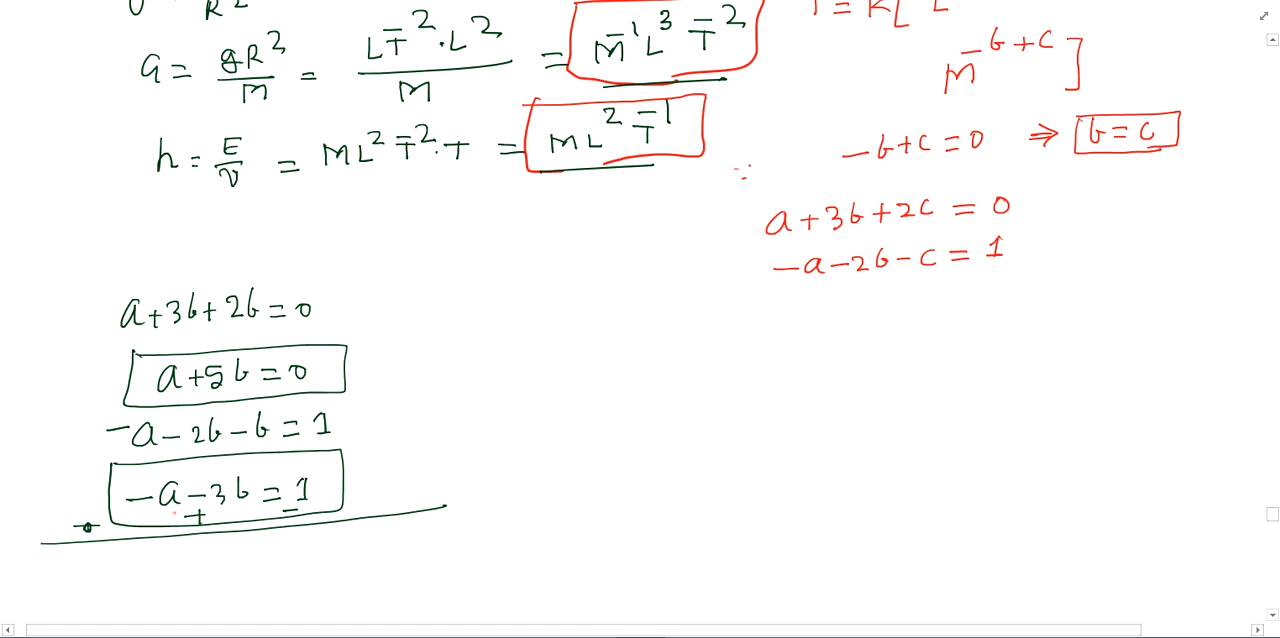 G = gR²/M = LT⁻²·L²/M = M⁻¹L³T⁻²
h = E/ν = ML²T⁻²·T = ML²T⁻¹
M⁻ᵇ⁺ᶜ]
-b+c=0 ⇒ b=c
∵
a+3b+2c=0
-a-2b-c=1
a+3b+2b=0
a+5b=0
-a-2b-b=1
-a-3b=1
+ + -